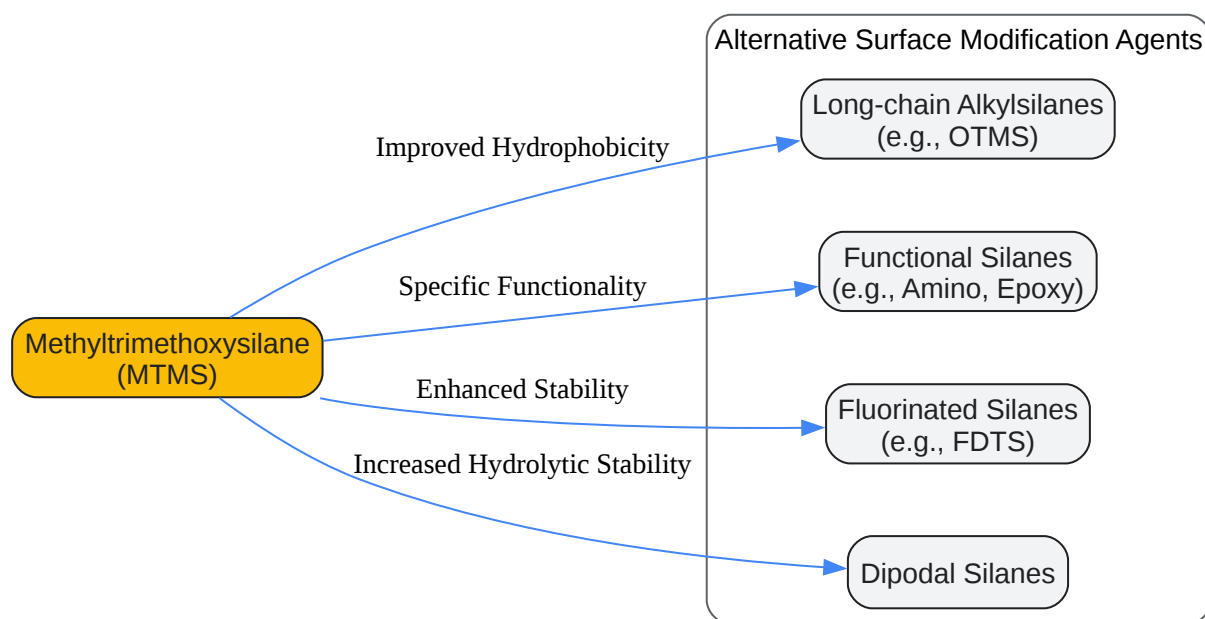 Alternative Surface Modification Agents
Long-chain Alkylsilanes
(e.g., OTMS)
Improved Hydrophobicity
Functional Silanes
(e.g., Amino, Epoxy)
Specific Functionality
Methyltrimethoxysilane
(MTMS)
Enhanced Stability
Fluorinated Silanes
(e.g., FDTS)
Increased Hydrolytic Stability
Dipodal Silanes